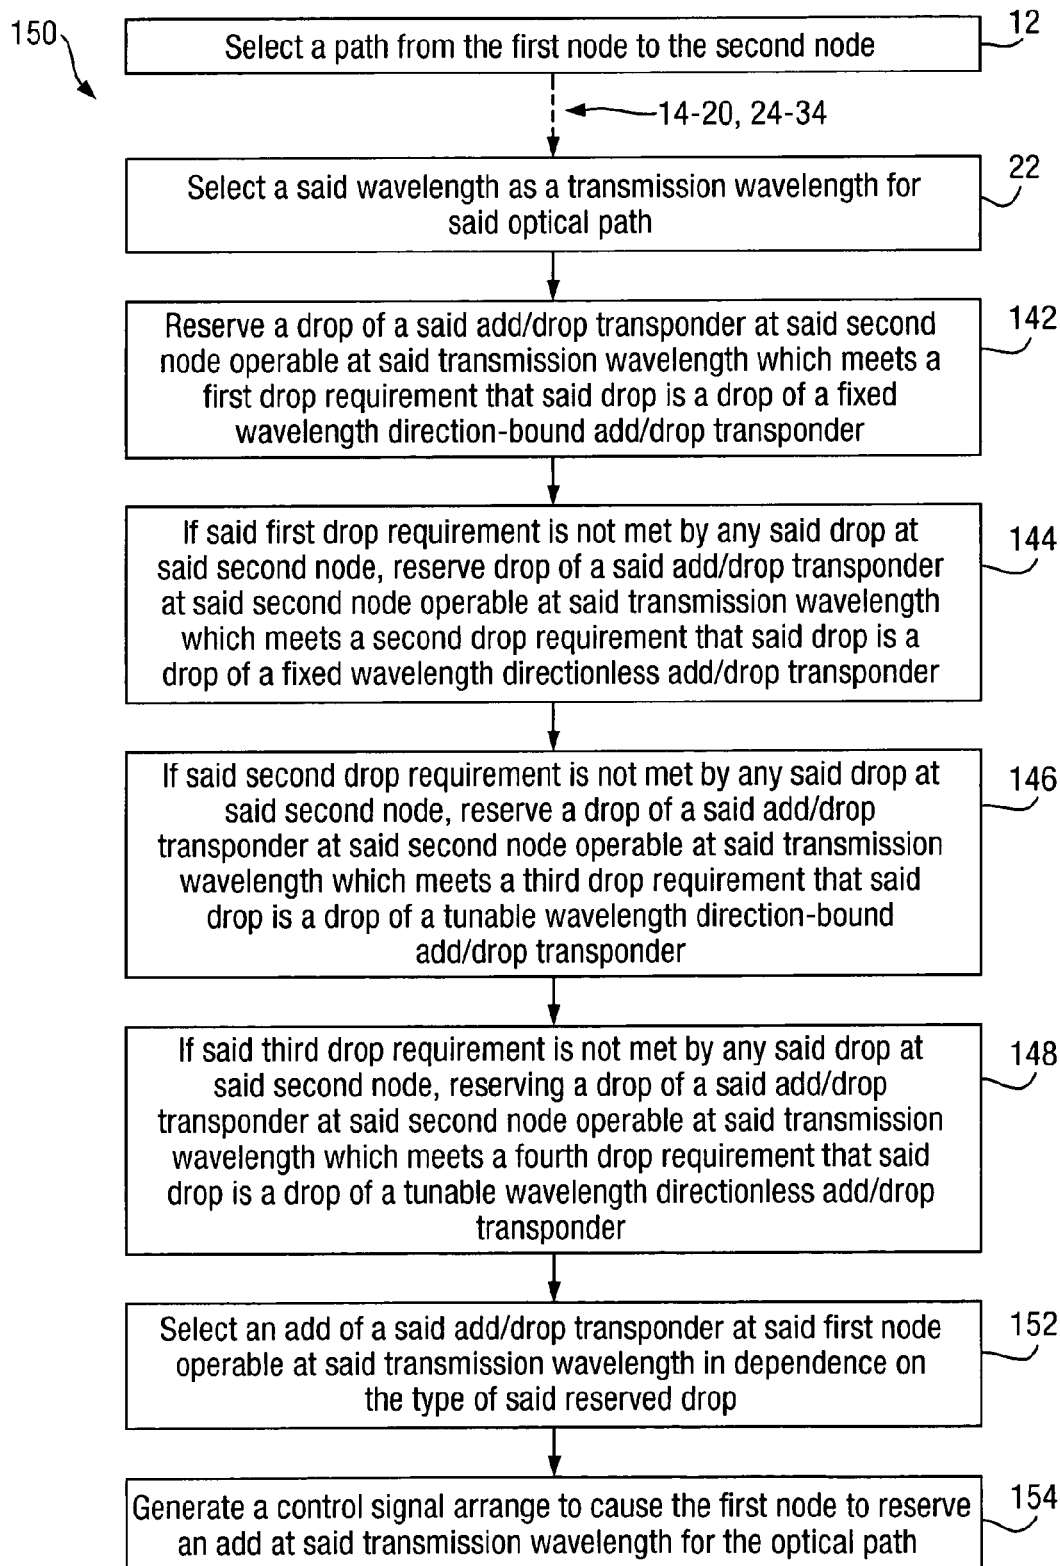 150
Select a path from the first node to the second node
12
14-20, 24-34
Select a said wavelength as a transmission wavelength for
said optical path
22
Reserve a drop of a said add/drop transponder at said second
node operable at said transmission wavelength which meets a
first drop requirement that said drop is a drop of a fixed
wavelength direction-bound add/drop transponder
142
If said first drop requirement is not met by any said drop at
said second node, reserve drop of a said add/drop transponder
at said second node operable at said transmission wavelength
which meets a second drop requirement that said drop is a
drop of a fixed wavelength directionless add/drop transponder
144
If said second drop requirement is not met by any said drop at
said second node, reserve a drop of a said add/drop
transponder at said second node operable at said transmission
wavelength which meets a third drop requirement that said
drop is a drop of a tunable wavelength direction-bound
add/drop transponder
146
If said third drop requirement is not met by any said drop at
said second node, reserving a drop of a said add/drop
transponder at said second node operable at said transmission
wavelength which meets a fourth drop requirement that said
drop is a drop of a tunable wavelength directionless add/drop
transponder
148
Select an add of a said add/drop transponder at said first node
operable at said transmission wavelength in dependence on
the type of said reserved drop
152
Generate a control signal arrange to cause the first node to reserve
an add at said transmission wavelength for the optical path
154